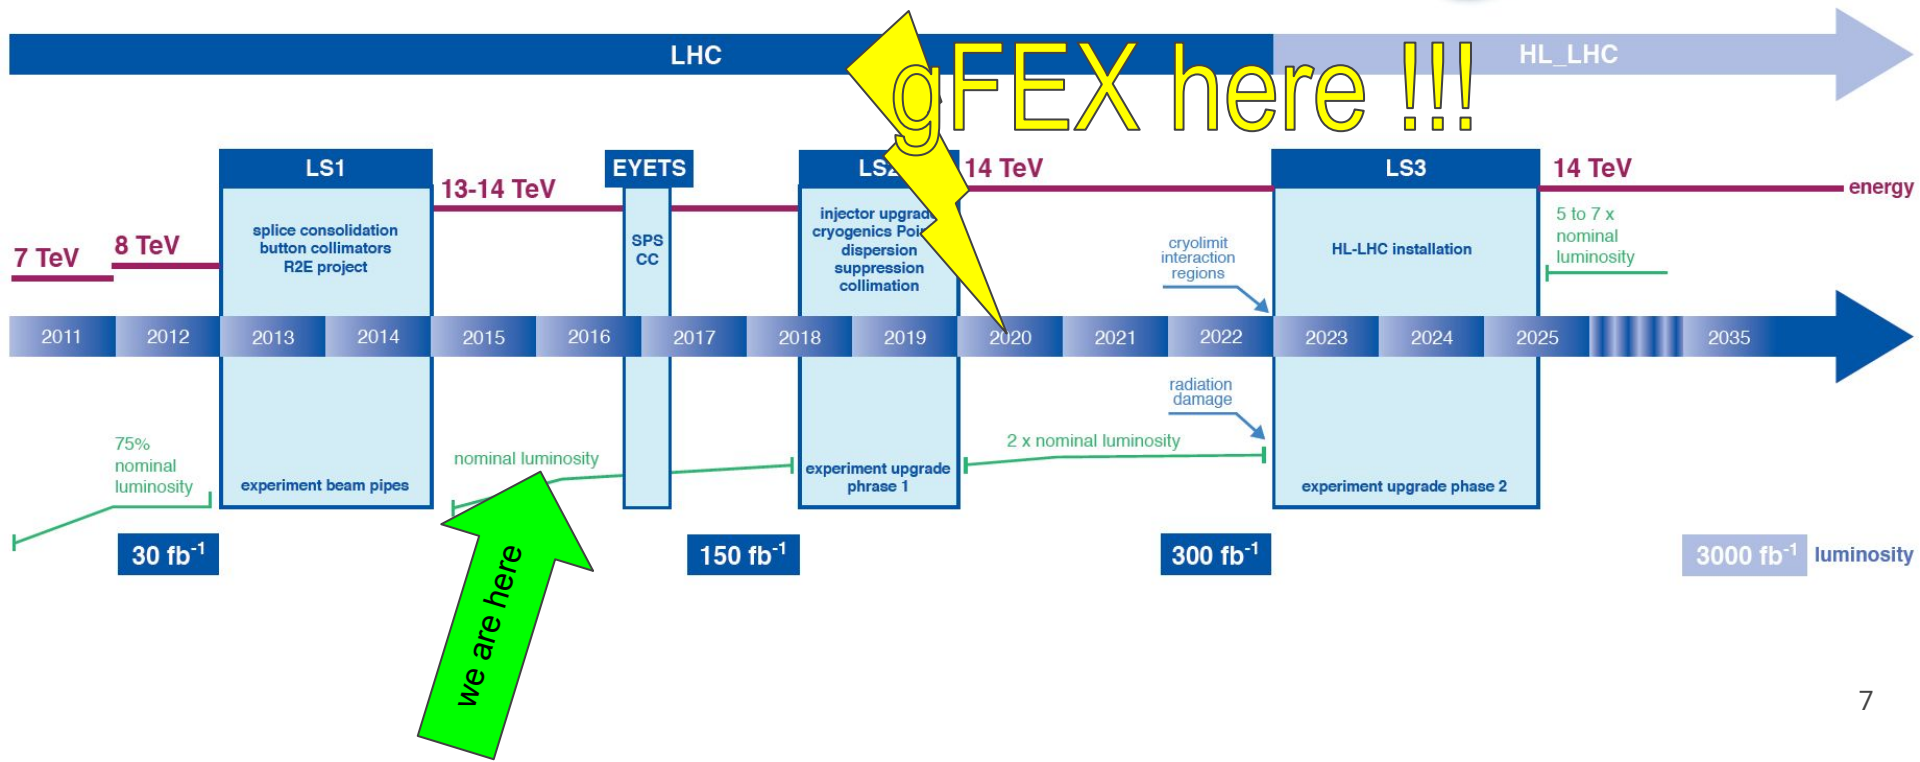 LHC
HL_LHC
gFEX here !!!
LS1
EYETS
LS2
14 TeV
LS3
14 TeV
energy
13-14 TeV
7 TeV
8 TeV
splice consolidation
button collimators
R2E project
SPS
CC
injector upgrade
cryogenics Poi
dispersion
suppression
collimation
cryolimit
interaction
regions
HL-LHC installation
5 to 7 x
nominal
luminosity
2011 2012 2013 2014 2015 2016 2017 2018 2019 2020 2021 2022 2023 2024 2025 2035
radiation
damage
75%
nominal
luminosity
nominal luminosity
2 x nominal luminosity
experiment beam pipes
experiment upgrade
phrase 1
experiment upgrade phase 2
30 fb-1
150 fb-1
300 fb-1
3000 fb-1
luminosity
we are here
7